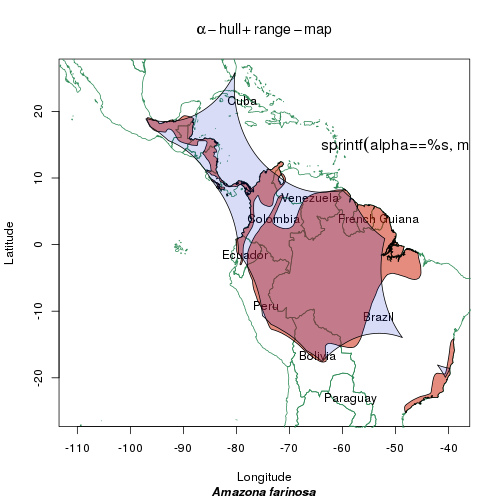 α−hull+range−map
Cuba
sprintf(alpha==%s, m
Venezuela
Colombia
French Guiana
Ecuador
Peru
Brazil
Bolivia
Paraguay
20
10
0
-10
-20
Latitude
-110 -100 -90 -80 -70 -60 -50 -40
Longitude
Amazona farinosa